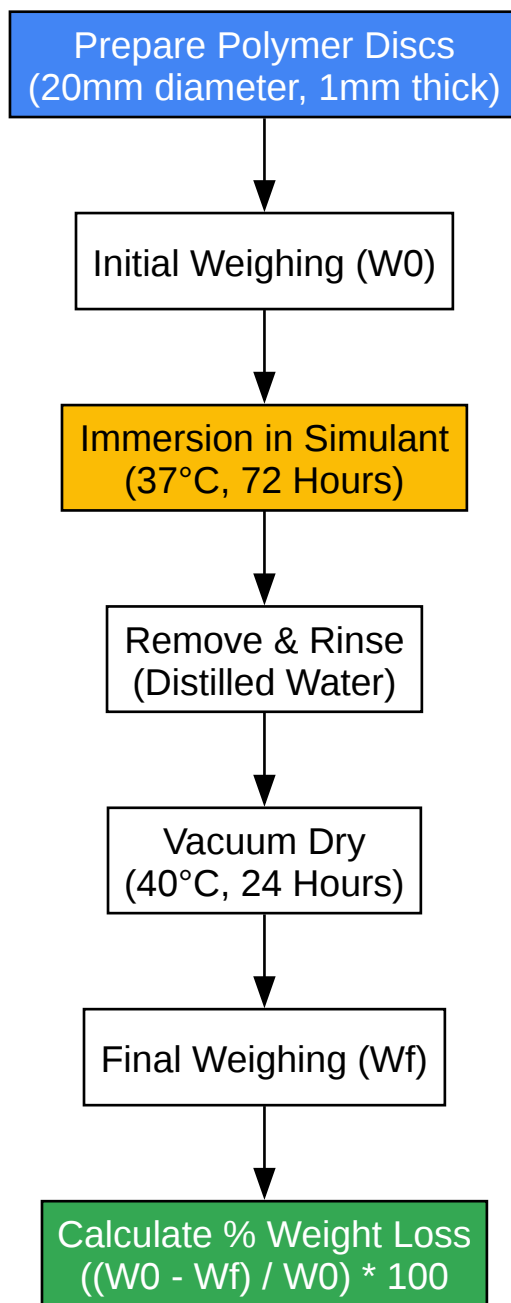 Prepare Polymer Discs
(20mm diameter, 1mm thick)
Initial Weighing (W0)
Immersion in Simulant
(37°C, 72 Hours)
Remove & Rinse
(Distilled Water)
Vacuum Dry
(40°C, 24 Hours)
Final Weighing (Wf)
Calculate % Weight Loss
((W0 - Wf) / W0) * 100